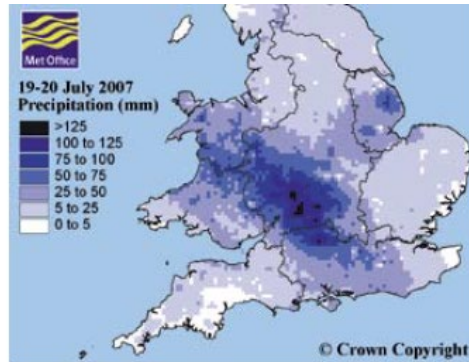 Met Office
19-20 July 2007
Precipitation (mm)
>125
100 to 125
75 to 100
50 to 75
25 to 50
5 to 25
0 to 5
© Crown Copyright